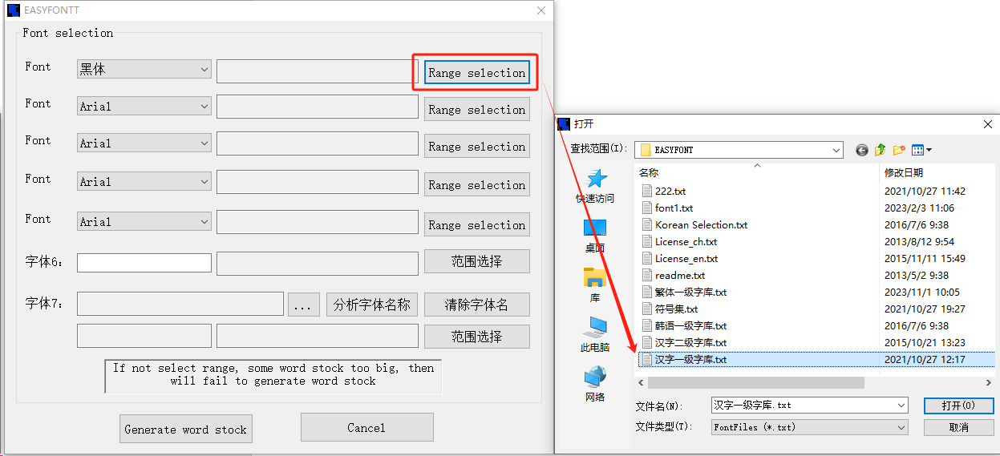 EASYFONTT
Font selection
Font 黑体 Range selection
Font Arial Range selection
Font Arial Range selection
Font Arial Range selection
Font Arial Range selection
字体6: 范围选择
字体7: ... 分析字体名称 清除字体名
范围选择
If not select range, some word stock too big, then
will fail to generate word stock
Generate word stock Cancel
打开
查找范围(I): EASYFONT
快速访问
桌面
库
此电脑
网络
名称 修改日期
222.txt 2021/10/27 11:42
font1.txt 2023/2/3 11:06
Korean Selection.txt 2016/7/6 9:38
License_ch.txt 2013/8/12 9:54
License_en.txt 2015/11/11 15:49
readme.txt 2013/5/2 9:38
繁体一级字库.txt 2023/11/1 10:05
符号集.txt 2021/10/27 19:27
韩语一级字库.txt 2016/7/6 9:38
汉字二级字库.txt 2015/10/21 13:23
汉字一级字库.txt 2021/10/27 12:17
文件名(N): 汉字一级字库.txt 打开(O)
文件类型(T): FontFiles (*.txt) 取消